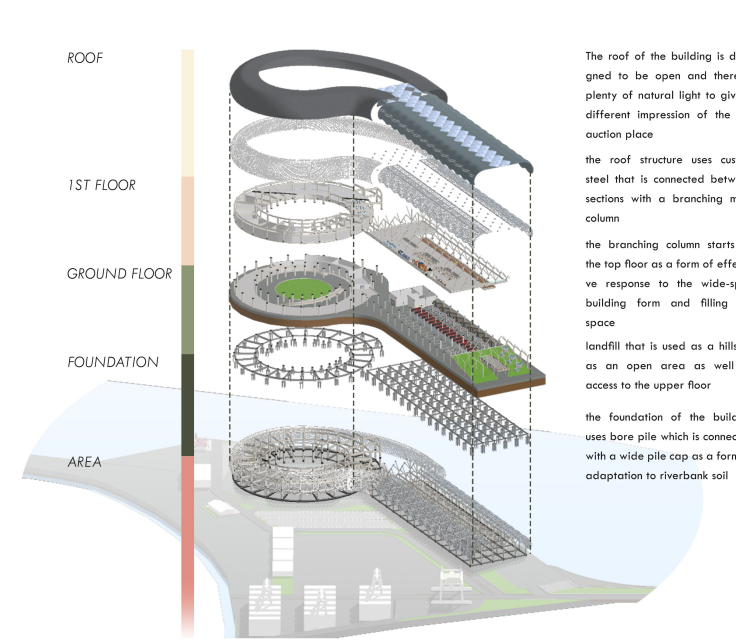 ROOF
1ST FLOOR
GROUND FLOOR
FOUNDATION
AREA
The roof of the building is d
gned to be open and there
plenty of natural light to giv
different impression of the
auction place
the roof structure uses cus
steel that is connected betw
sections with a branching m
column
the branching column starts
the top floor as a form of effe
ve response to the wide-sp
building form and filling
space
landfill that is used as a hills
as an open area as well
access to the upper floor
the foundation of the build
uses bore pile which is connec
with a wide pile cap as a form
adaptation to riverbank soil